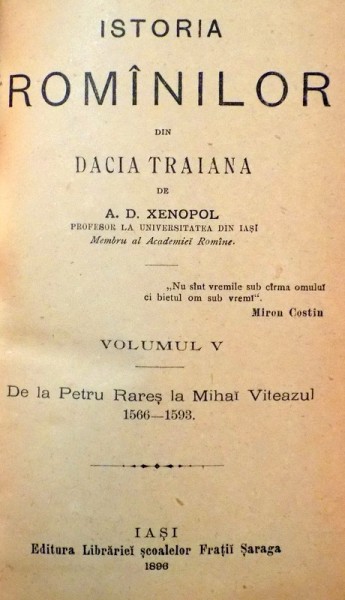 ISTORIA
ROMÎNILOR
DIN
DACIA TRAIANA
DE
A. D. XENOPOL
PROFESOR LA UNIVERSITATEA DIN IAȘĬ
Membru al Academieĭ Romîne.
„Nu sînt vremile sub cîrma omuluĭ
ci bietul om sub vremĭ“.
Miron Costin
VOLUMUL V
De la Petru Rareș la Mihaĭ Viteazul
1566—1593.
IAȘI
Editura Librărieĭ școalelor Frațiĭ Șaraga
1896